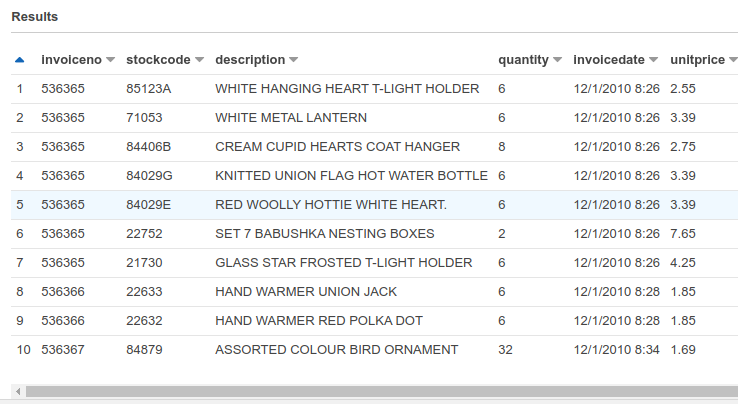 Results
invoiceno stockcode description quantity invoicedate unitprice
1 536365 85123A WHITE HANGING HEART T-LIGHT HOLDER 6 12/1/2010 8:26 2.55
2 536365 71053 WHITE METAL LANTERN 6 12/1/2010 8:26 3.39
3 536365 84406B CREAM CUPID HEARTS COAT HANGER 8 12/1/2010 8:26 2.75
4 536365 84029G KNITTED UNION FLAG HOT WATER BOTTLE 6 12/1/2010 8:26 3.39
5 536365 84029E RED WOOLLY HOTTIE WHITE HEART. 6 12/1/2010 8:26 3.39
6 536365 22752 SET 7 BABUSHKA NESTING BOXES 2 12/1/2010 8:26 7.65
7 536365 21730 GLASS STAR FROSTED T-LIGHT HOLDER 6 12/1/2010 8:26 4.25
8 536366 22633 HAND WARMER UNION JACK 6 12/1/2010 8:28 1.85
9 536366 22632 HAND WARMER RED POLKA DOT 6 12/1/2010 8:28 1.85
10 536367 84879 ASSORTED COLOUR BIRD ORNAMENT 32 12/1/2010 8:34 1.69